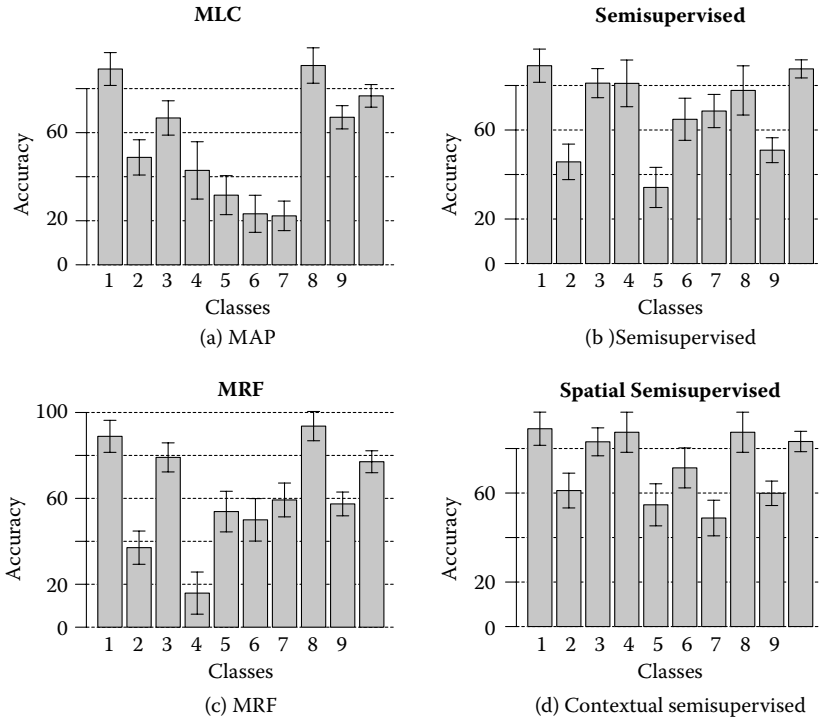 MLC
Accuracy
60
20
0
1 2 3 4 5 6 7 8 9
Classes
(a) MAP
Semisupervised
Accuracy
60
20
0
1 2 3 4 5 6 7 8 9
Classes
(b )Semisupervised
MRF
Accuracy
100
60
20
0
1 2 3 4 5 6 7 8 9
Classes
(c) MRF
Spatial Semisupervised
Accuracy
60
20
0
1 2 3 4 5 6 7 8 9
Classes
(d) Contextual semisupervised